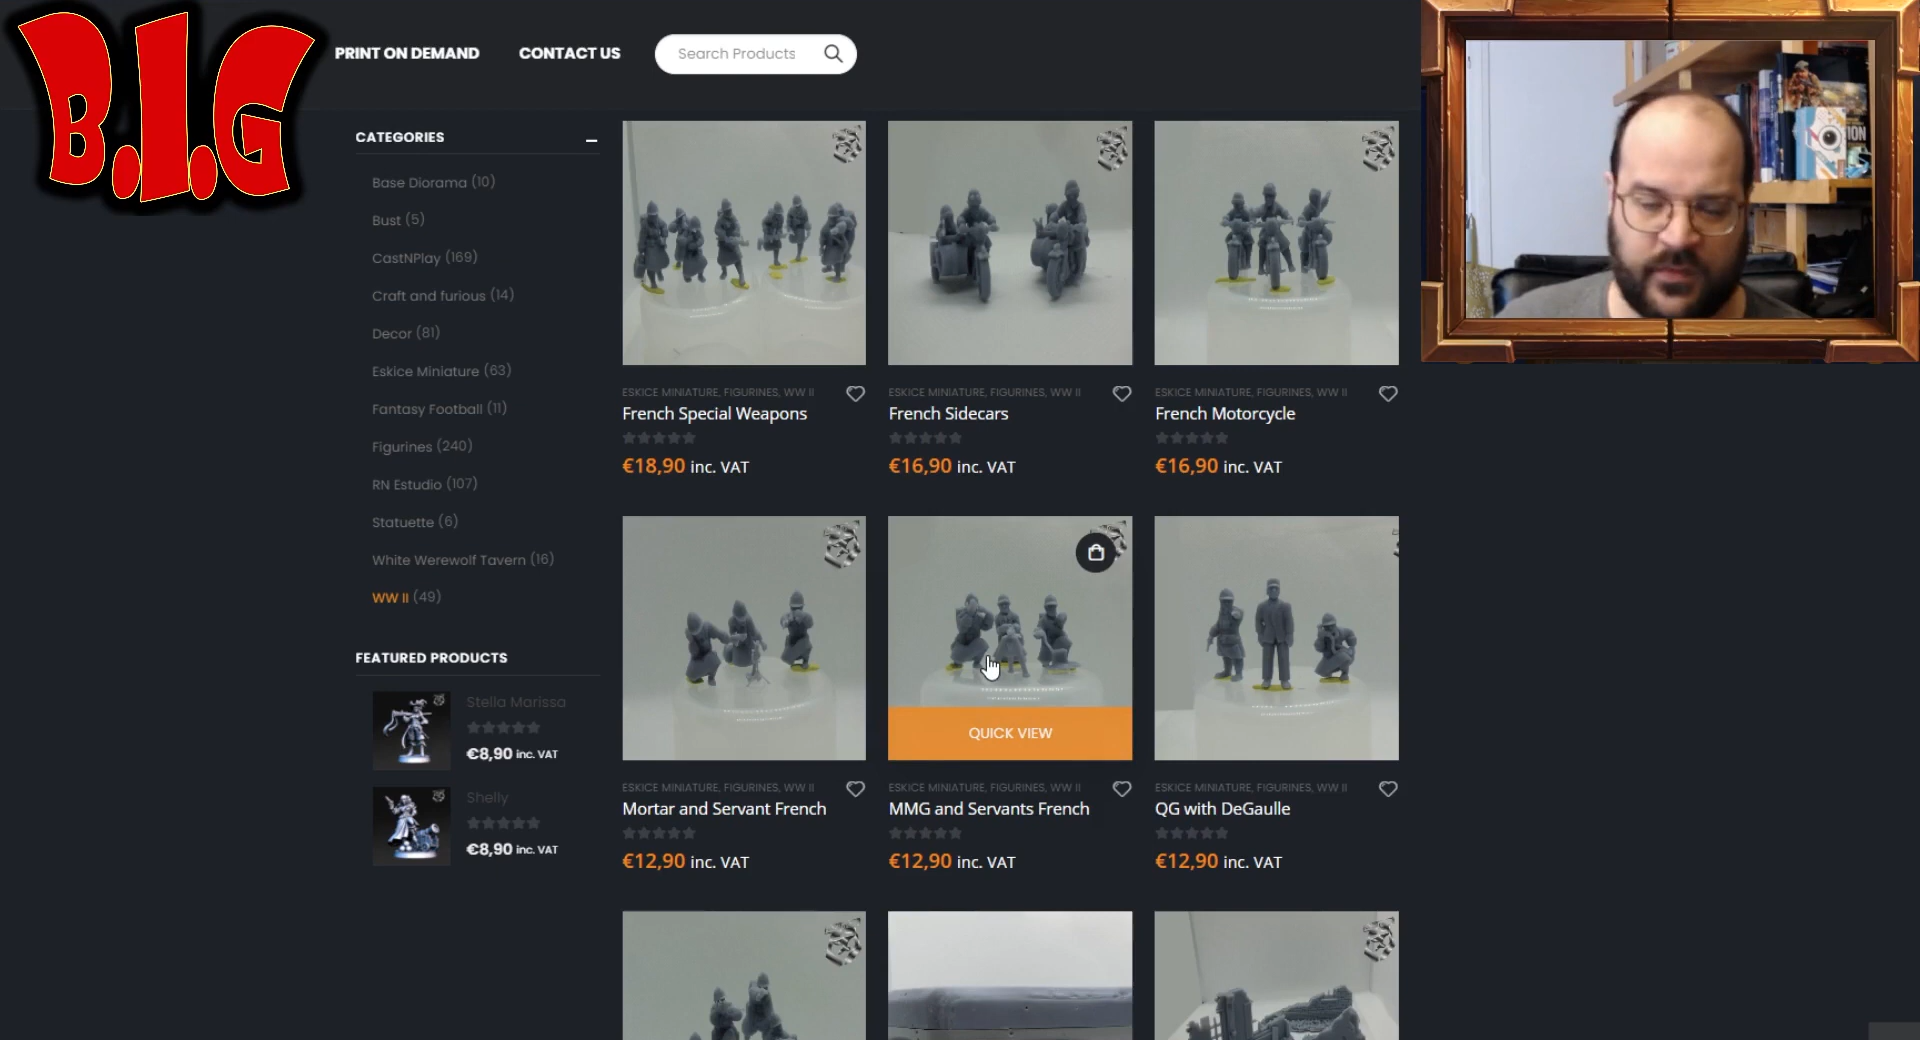 B.I.G
PRINT ON DEMAND
CONTACT US
Search Products
CATEGORIES
Base Diorama (10)
Bust (5)
CastNPlay (169)
Craft and furious (14)
Decor (81)
Eskice Miniature (63)
Fantasy Football (11)
Figurines (240)
RN Estudio (107)
Statuette (6)
White Werewolf Tavern (16)
WW II (49)
FEATURED PRODUCTS
Stella Marissa
€8,90 inc. VAT
Shelly
€8,90 inc. VAT
ESKICE MINIATURE, FIGURINES, WW II
French Special Weapons
€18,90 inc. VAT
ESKICE MINIATURE, FIGURINES, WW II
French Sidecars
€16,90 inc. VAT
ESKICE MINIATURE, FIGURINES, WW II
French Motorcycle
€16,90 inc. VAT
ESKICE MINIATURE, FIGURINES, WW II
Mortar and Servant French
€12,90 inc. VAT
QUICK VIEW
ESKICE MINIATURE, FIGURINES, WW II
MMG and Servants French
€12,90 inc. VAT
ESKICE MINIATURE, FIGURINES, WW II
QG with DeGaulle
€12,90 inc. VAT